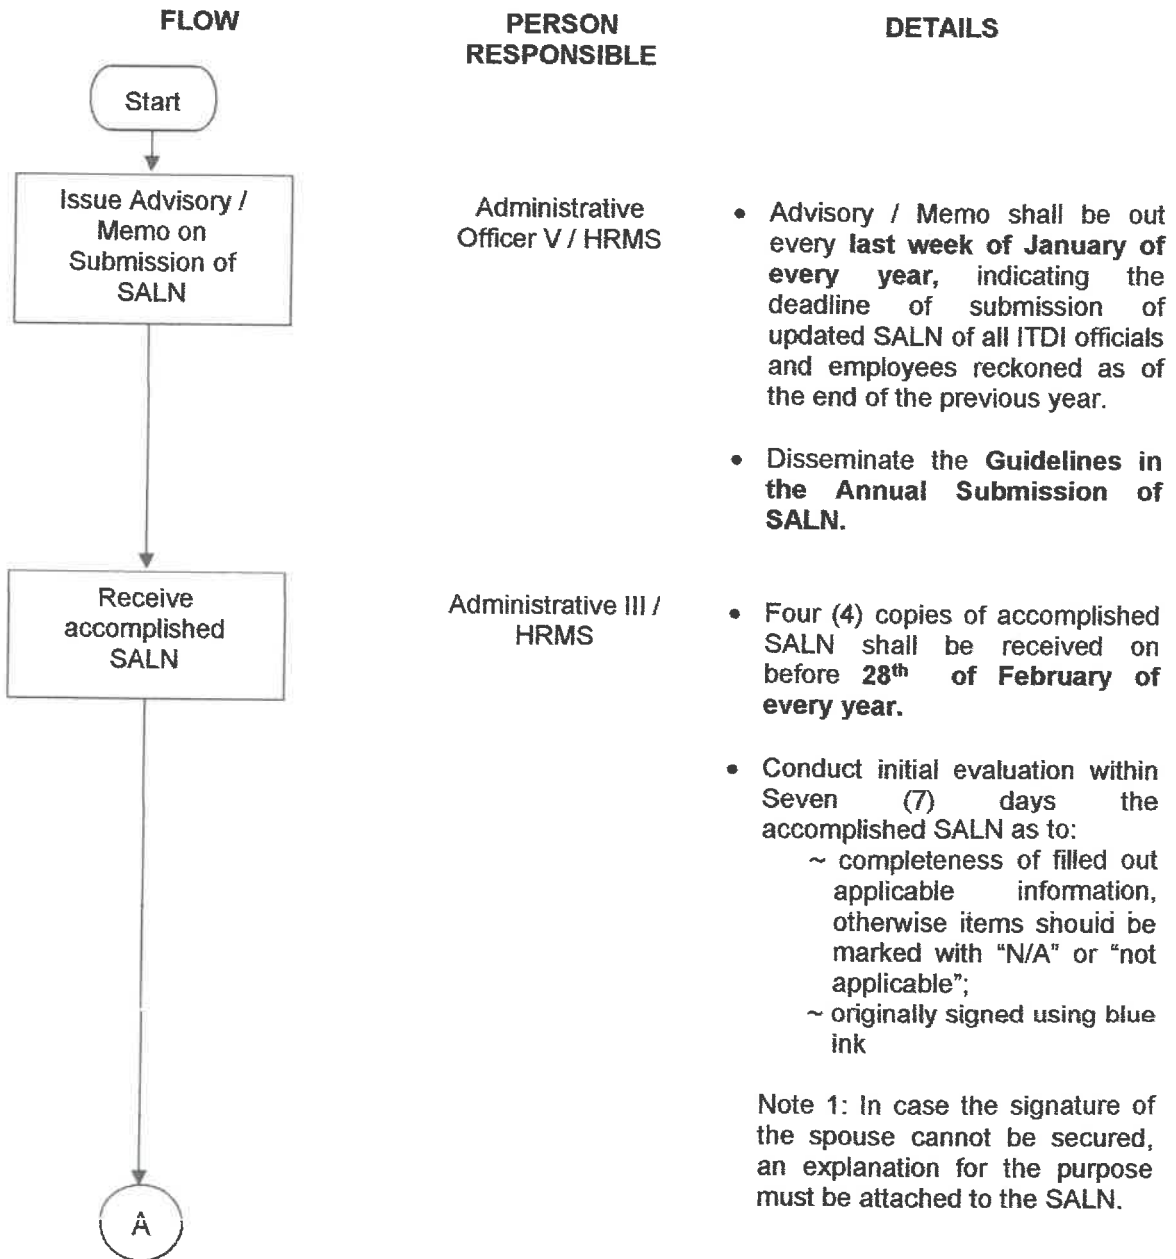 FLOW
PERSON
RESPONSIBLE
DETAILS
Start
Issue Advisory /
Memo on
Submission of
SALN
Administrative
Officer V / HRMS
• Advisory / Memo shall be out
every last week of January of
every year, indicating the
deadline of submission of
updated SALN of all ITDI officials
and employees reckoned as of
the end of the previous year.
• Disseminate the Guidelines in
the Annual Submission of
SALN.
Receive
accomplished
SALN
Administrative III /
HRMS
• Four (4) copies of accomplished
SALN shall be received on
before 28th of February of
every year.
• Conduct initial evaluation within
Seven (7) days the
accomplished SALN as to:
~ completeness of filled out
applicable information,
otherwise items should be
marked with “N/A” or “not
applicable”;
~ originally signed using blue
ink
Note 1: In case the signature of
the spouse cannot be secured,
an explanation for the purpose
must be attached to the SALN.
A